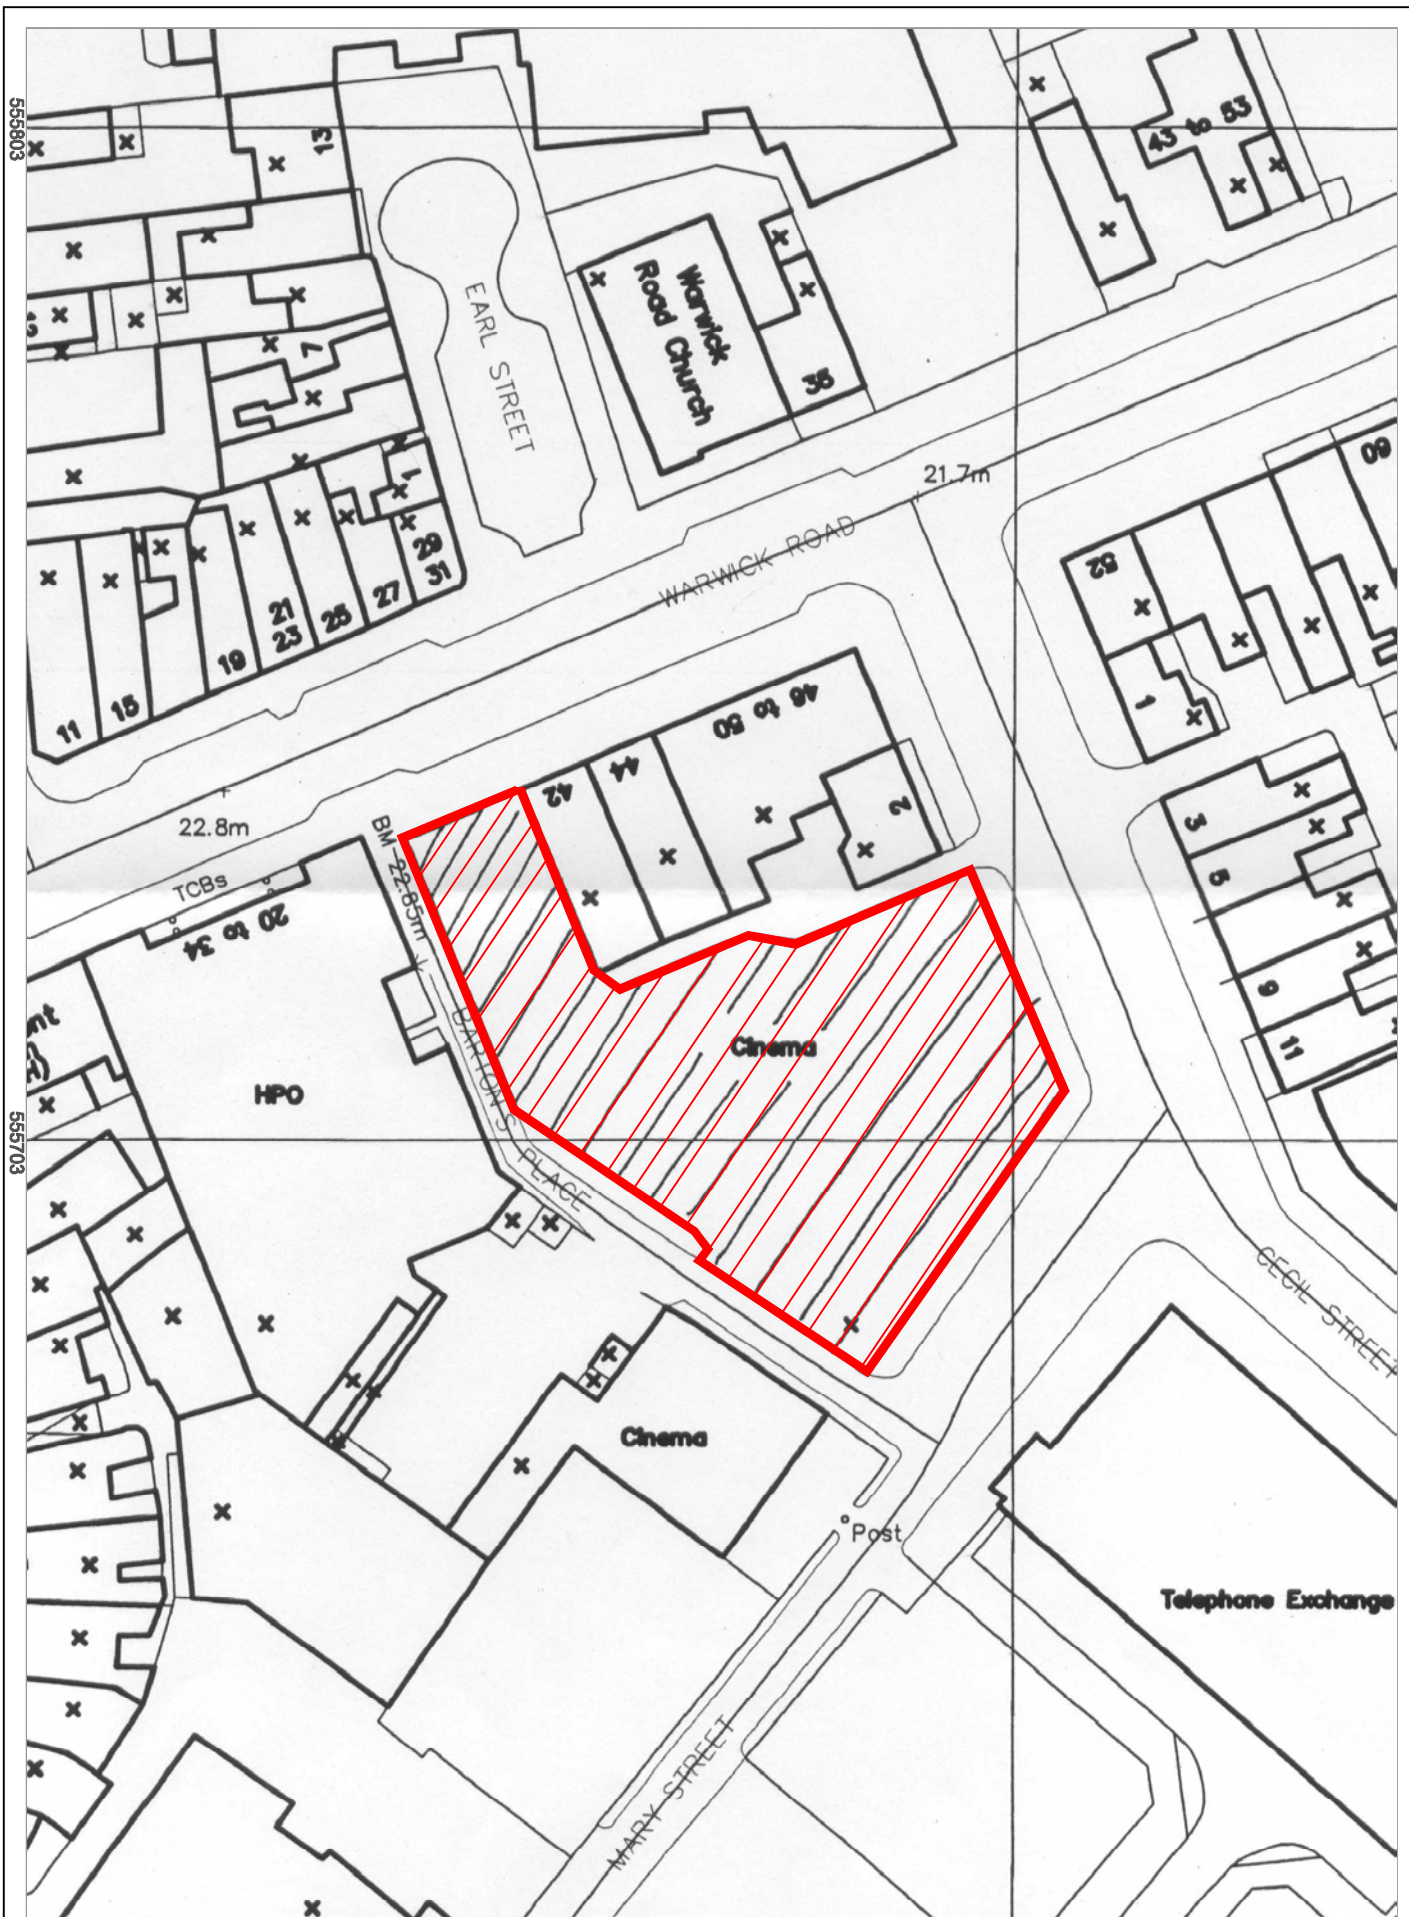 555803
13
43 to 53
Warwick
Road Church
EARL STREET
7
35
60
21.7m
1
WARWICK ROAD
29
31
52
27
25
21
23
19
15
11
1
46 to 50
44
42
2
3
22.8m
BM 22.85m
TCBs
20 to 34
5
9
11
BARTON'S PLACE
Cinema
HPO
555703
CECIL STREET
Cinema
Post
Telephone Exchange
MARY STREET